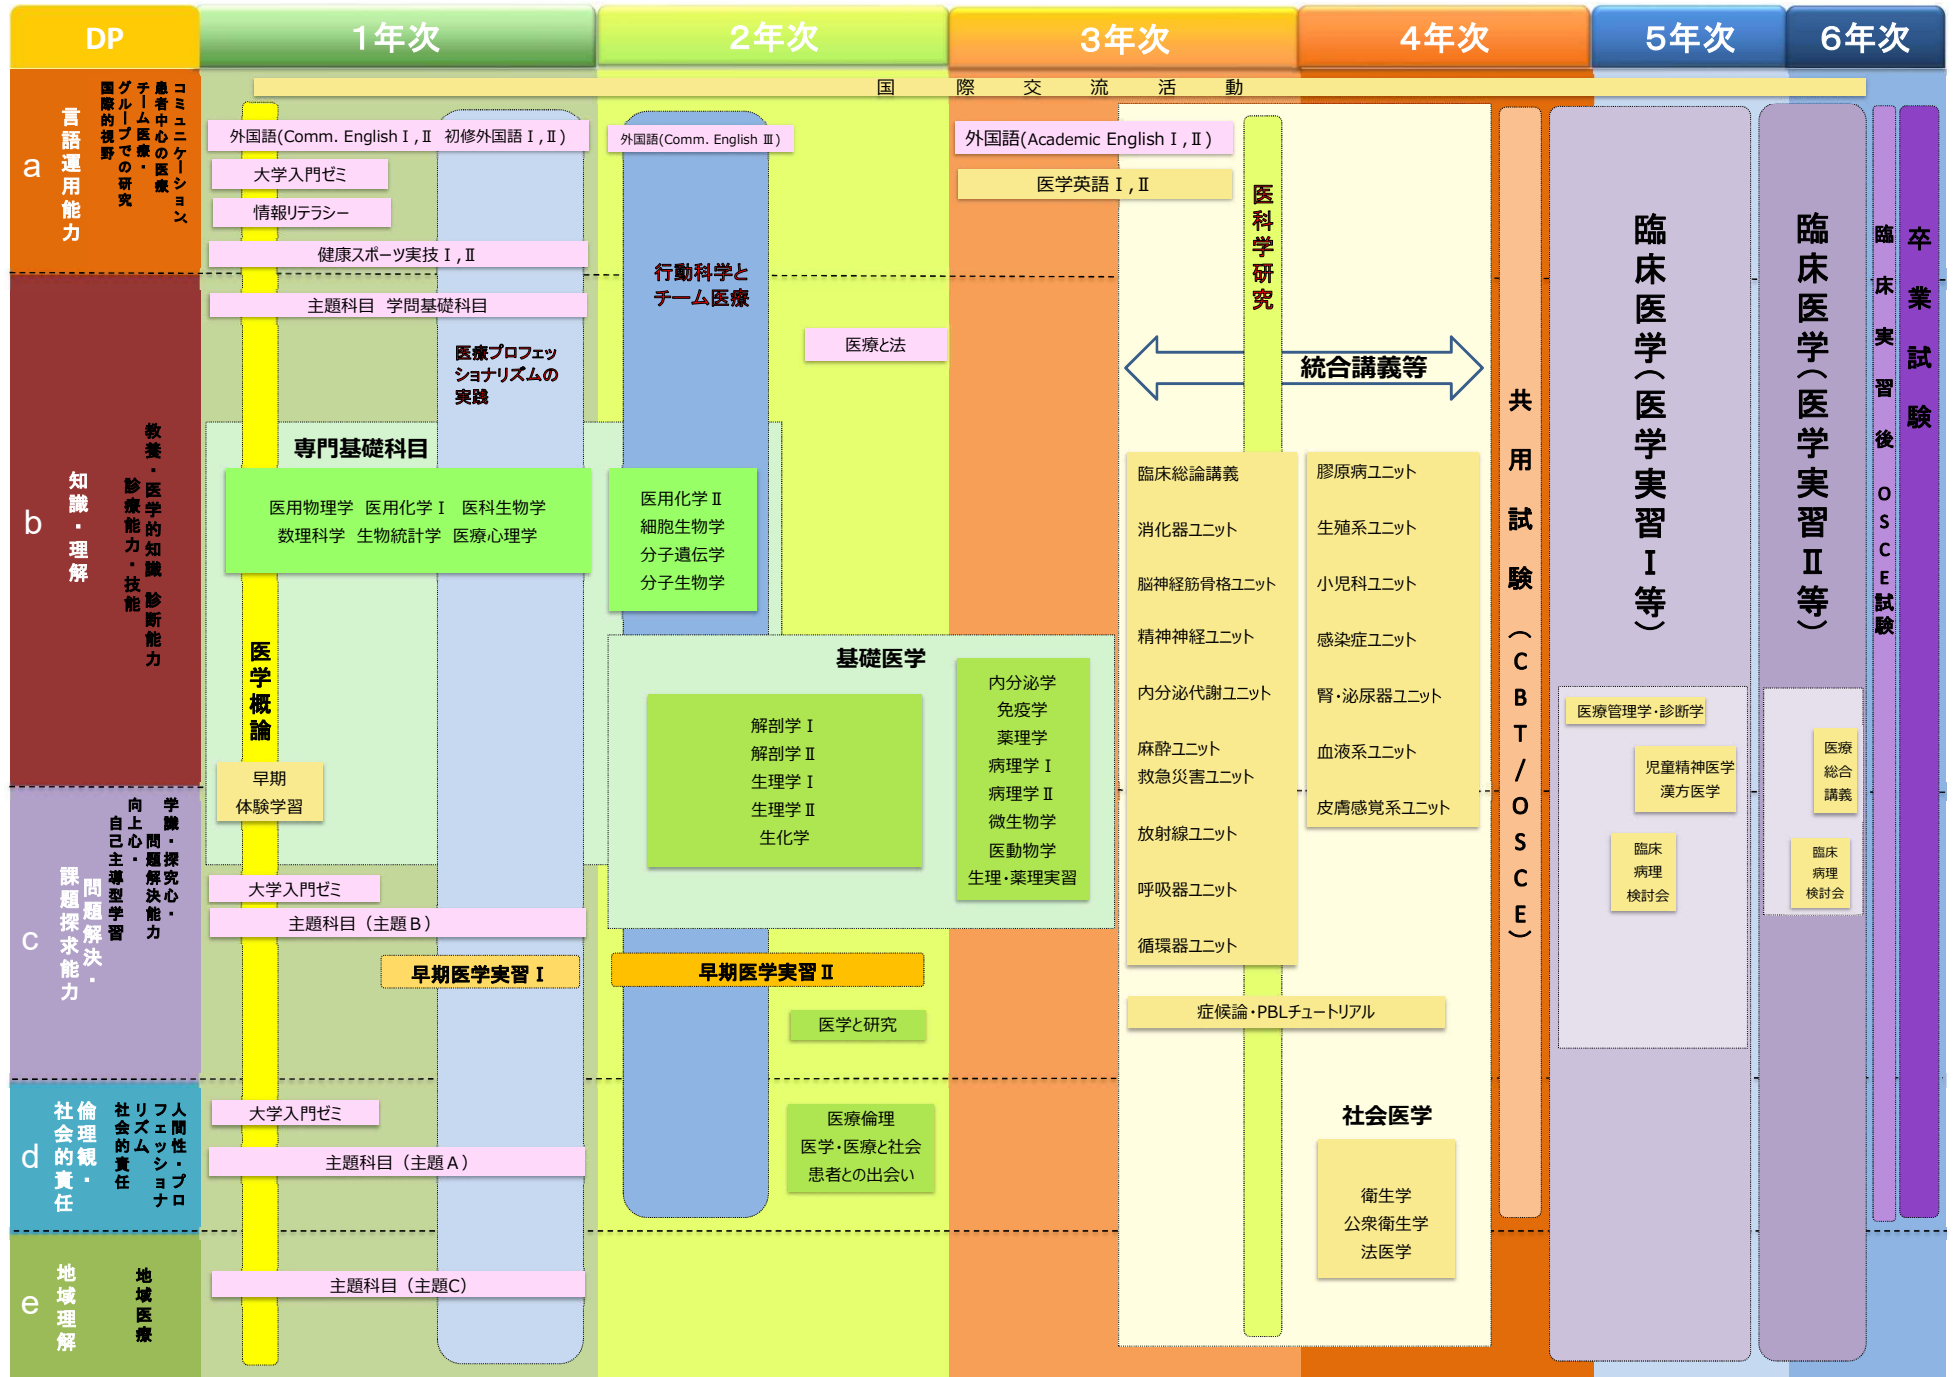 DP
1年次
2年次
3年次
4年次
5年次
6年次
国際交流活動
a
言語運用能力
コミュニケーション、
患者中心の医療
チーム医療・
グループでの研究
国際的視野
外国語(Comm. English Ⅰ,Ⅱ 初修外国語Ⅰ,Ⅱ)
大学入門ゼミ
情報リテラシー
健康スポーツ実技Ⅰ,Ⅱ
外国語(Comm. English Ⅲ)
外国語(Academic English Ⅰ,Ⅱ)
医学英語Ⅰ,Ⅱ
b
知識・理解
教養・医学的知識 診断能力
診療能力・技能
主題科目 学問基礎科目
医療プロフェッ
ショナリズムの
実践
行動科学と
チーム医療
医療と法
医科学研究
統合講義等
専門基礎科目
医用物理学 医用化学Ⅰ 医科生物学
数理科学 生物統計学 医療心理学
医用化学Ⅱ
細胞生物学
分子遺伝学
分子生物学
医学概論
早期
体験学習
基礎医学
解剖学Ⅰ
解剖学Ⅱ
生理学Ⅰ
生理学Ⅱ
生化学
内分泌学
免疫学
薬理学
病理学Ⅰ
病理学Ⅱ
微生物学
医動物学
生理・薬理実習
臨床総論講義
消化器ユニット
脳神経筋骨格ユニット
精神神経ユニット
内分泌代謝ユニット
麻酔ユニット
救急災害ユニット
放射線ユニット
呼吸器ユニット
循環器ユニット
膠原病ユニット
生殖系ユニット
小児科ユニット
感染症ユニット
腎・泌尿器ユニット
血液系ユニット
皮膚感覚系ユニット
共用試験(CBT/OSCE)
臨床医学(医学実習Ⅰ等)
臨床医学(医学実習Ⅱ等)
臨床実習後OSCE試験
卒業試験
医療管理学・診断学
児童精神医学
漢方医学
臨床
病理
検討会
医療
総合
講義
臨床
病理
検討会
c
問題解決・
課題探求能力
学識・探究心・
問題解決能力
向上心・
自己主導型学習
大学入門ゼミ
主題科目(主題B)
早期医学実習Ⅰ
早期医学実習Ⅱ
医学と研究
症候論・PBLチュートリアル
d
倫理観・
社会的責任
人間性・プロ
フェッショナ
リズム
社会的責任
大学入門ゼミ
主題科目(主題A)
医療倫理
医学・医療と社会
患者との出会い
社会医学
衛生学
公衆衛生学
法医学
e
地域理解
地域医療
主題科目(主題C)